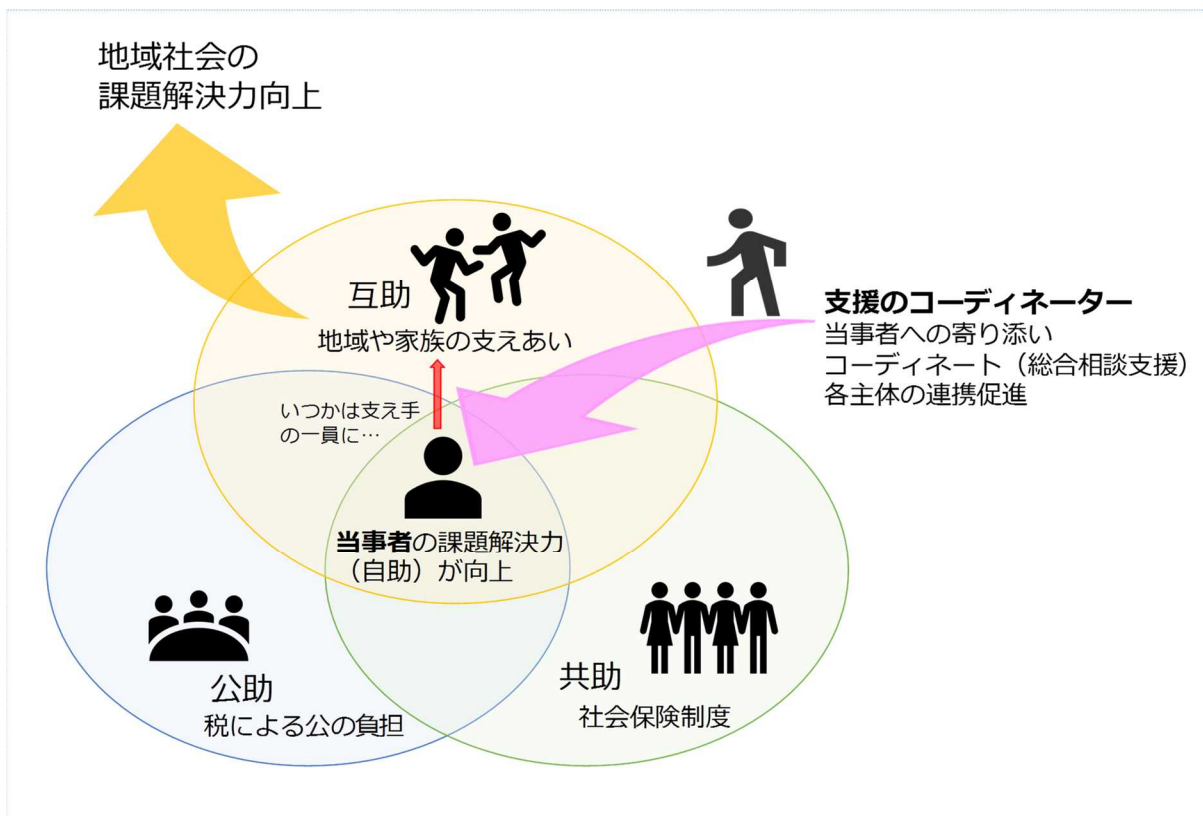 地域社会の
課題解決力向上
互助
地域や家族の支えあい
支援のコーディネーター
当事者への寄り添い
コーディネート（総合相談支援）
各主体の連携促進
いつかは支え手
の一員に…
当事者の課題解決力
（自助）が向上
公助
税による公の負担
共助
社会保険制度